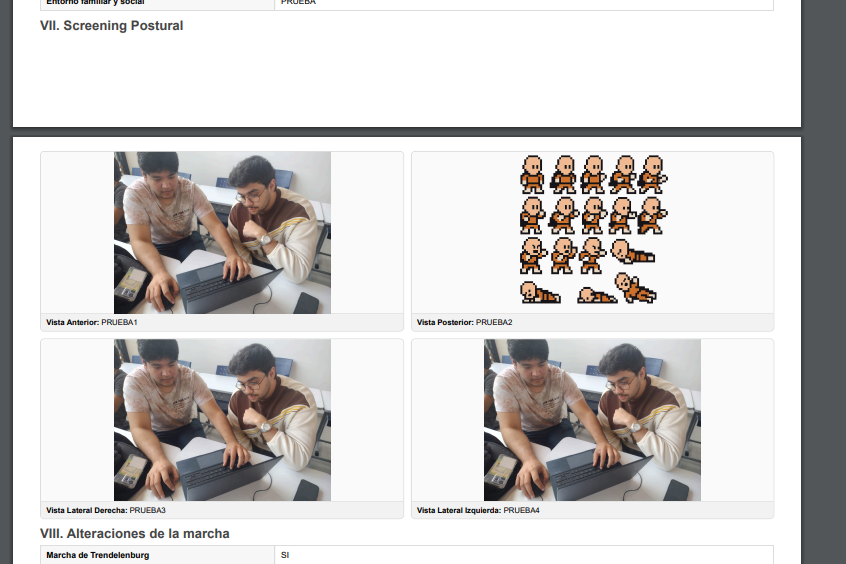 Entorno familiar y social PRUEBA
VII. Screening Postural
Vista Anterior: PRUEBA1
Vista Posterior: PRUEBA2
Vista Lateral Derecha: PRUEBA3
Vista Lateral Izquierda: PRUEBA4
VIII. Alteraciones de la marcha
Marcha de Trendelenburg SI